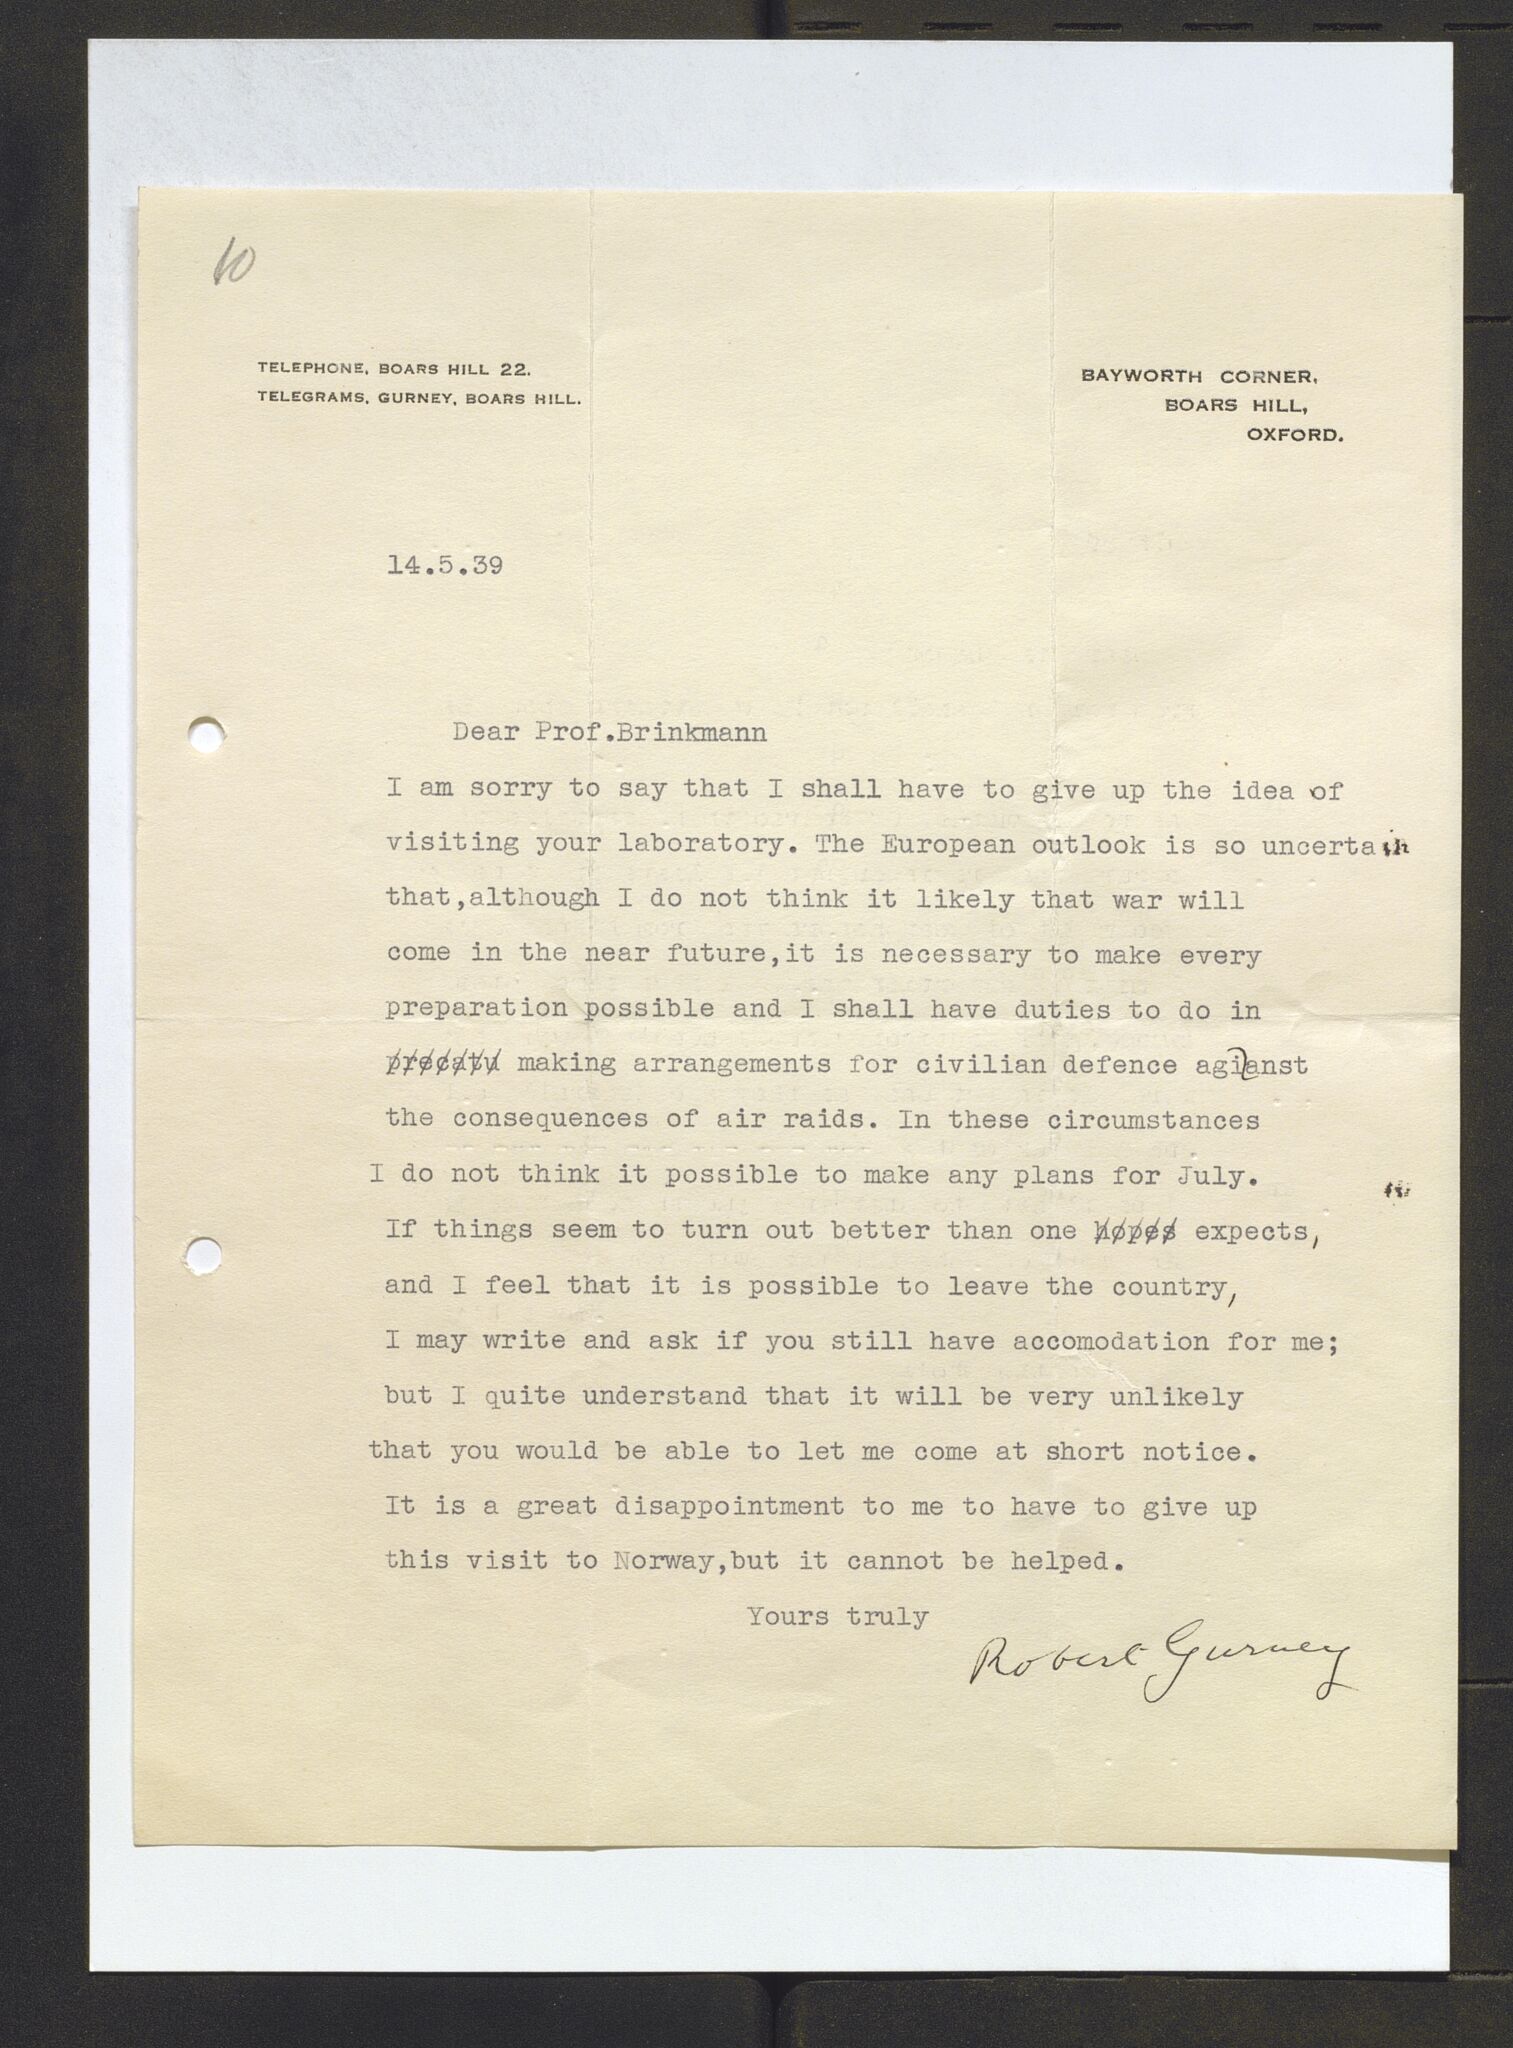 10
TELEPHONE, BOARS HILL 22.
TELEGRAMS, GURNEY, BOARS HILL.
BAYWORTH CORNER,
BOARS HILL,
OXFORD.
14.5.39
Dear Prof.Brinkmann
I am sorry to say that I shall have to give up the idea of
visiting your laboratory. The European outlook is so uncertain
that,although I do not think it likely that war will
come in the near future,it is necessary to make every
preparation possible and I shall have duties to do in
precatu making arrangements for civilian defence agianst
the consequences of air raids. In these circumstances
I do not think it possible to make any plans for July.
If things seem to turn out better than one hopes expects,
and I feel that it is possible to leave the country,
I may write and ask if you still have accomodation for me;
but I quite understand that it will be very unlikely
that you would be able to let me come at short notice.
It is a great disappointment to me to have to give up
this visit to Norway,but it cannot be helped.
Yours truly
Robert Gurney